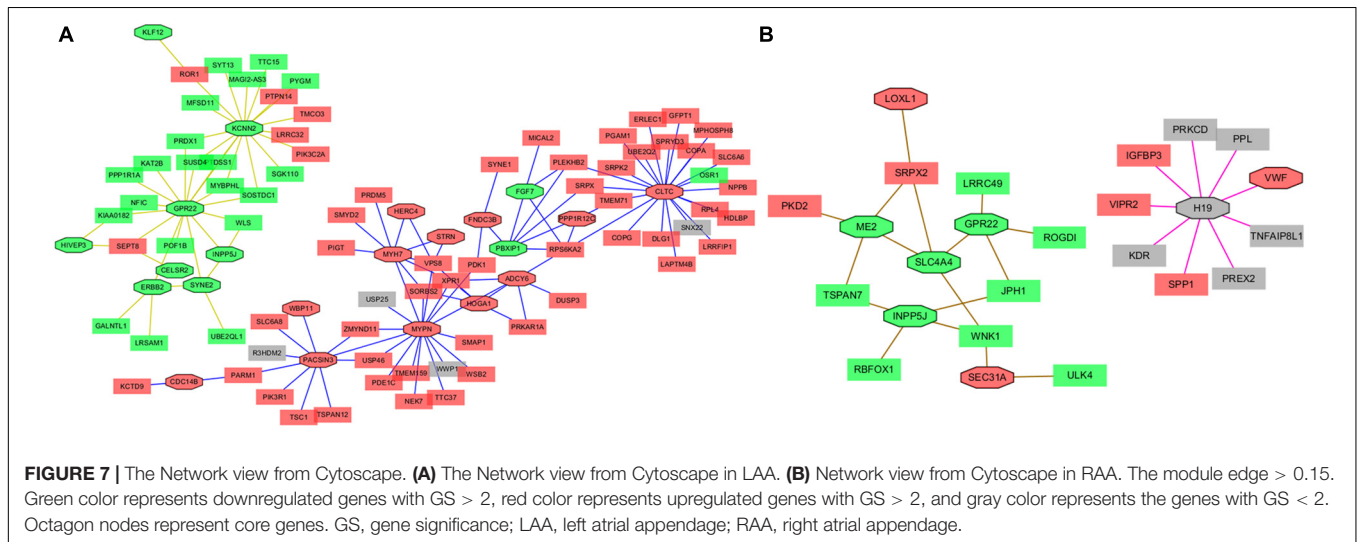 A
B
KLF12
ROR1
SYT13
TTC15
MAGI2-AS3
PYGM
MFSD11
PTPN14
TMCO3
KCNN2
LRRC32
PRDX1
PIK3C2A
KAT2B
SUSD4
DSS1
SGK110
PPP1R1A
MYBPHL
SOSTDC1
NFIC
GPR22
KIAA0182
WLS
HIVEP3
SEPT8
POF1B
INPP5J
CELSR2
ERBB2
SYNE2
GALNTL1
LRSAM1
UBE2QL1
MICAL2
SYNE1
PLEKHB2
FGF7
SRPX
TMEM71
PRDM5
HERC4
FNDC3B
PPP1R12C
SMYD2
STRN
PBXIP1
RPS6KA2
PIGT
MYH7
VPS8
PDK1
XPR1
ADCY6
SORBS2
HOGA1
DUSP3
USP25
PRKAR1A
WBP11
SLC6A8
ZMYND11
MYPN
SMAP1
R3HDM2
PACSIN3
USP46
TMEM159
WWP1
WSB2
CDC14B
PARM1
PDE1C
KCTD9
NEK7
TTC37
PIK3R1
TSC1
TSPAN12
ERLEC1
GFPT1
PGAM1
SPRYD3
MPHOSPH8
UBE2Q2
COPA
SRPK2
SLC6A6
OSR1
CLTC
NPPB
RPL4
HDLBP
SNX22
COPG
DLG1
LRRFIP1
LAPTM4B
LOXL1
SRPX2
LRRC49
PKD2
ME2
GPR22
ROGDI
SLC4A4
TSPAN7
JPH1
INPP5J
WNK1
RBFOX1
SEC31A
ULK4
PRKCD
PPL
IGFBP3
VWF
VIPR2
H19
TNFAIP8L1
KDR
PREX2
SPP1
FIGURE 7 | The Network view from Cytoscape. (A) The Network view from Cytoscape in LAA. (B) Network view from Cytoscape in RAA. The module edge > 0.15.
Green color represents downregulated genes with GS > 2, red color represents upregulated genes with GS > 2, and gray color represents the genes with GS < 2.
Octagon nodes represent core genes. GS, gene significance; LAA, left atrial appendage; RAA, right atrial appendage.